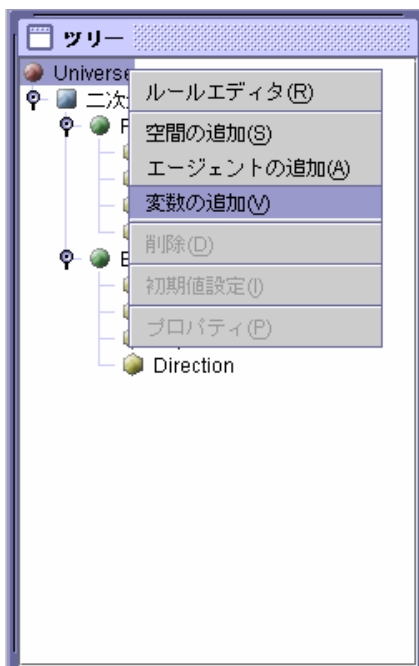 ツリー
Universe
ルールエディタ(R)
二次
空間の追加(S)
エージェントの追加(A)
変数の追加(V)
削除(D)
初期値設定(I)
プロパティ(P)
Direction